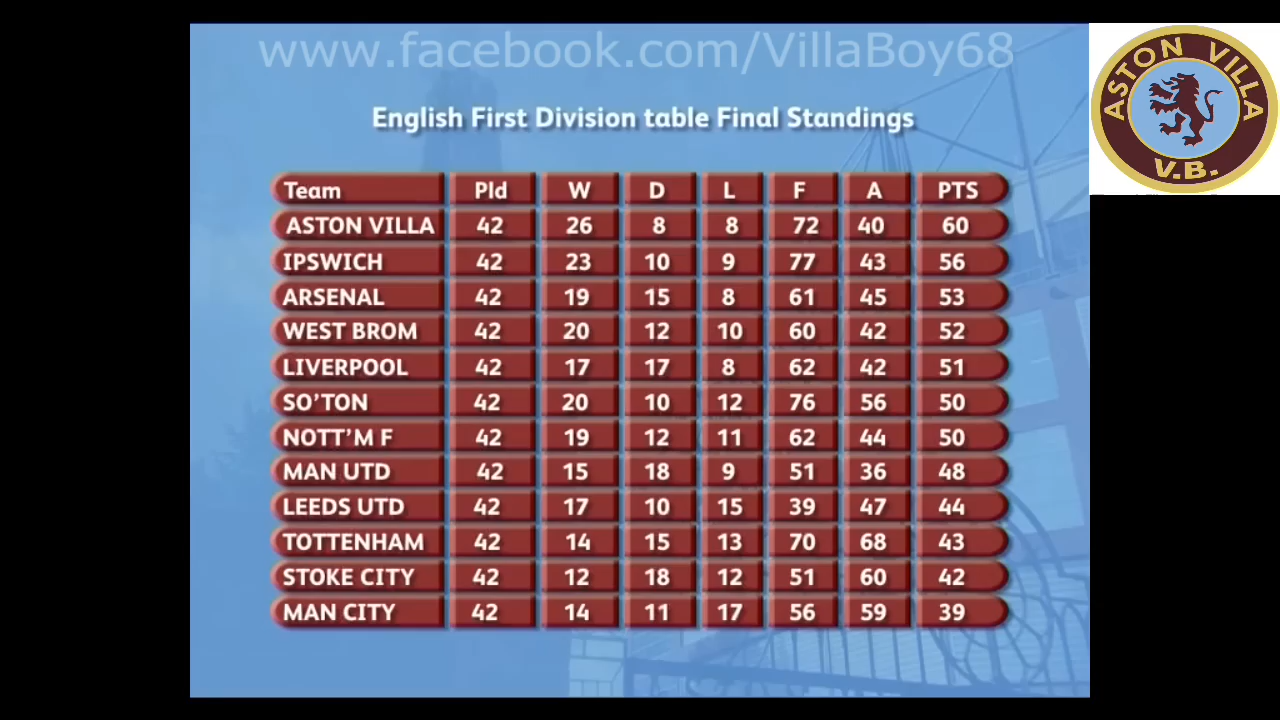 www.facebook.com/VillaBoy68
ASTON VILLA
V.B.
English First Division table Final Standings
Team Pld W D L F A PTS
ASTON VILLA 42 26 8 8 72 40 60
IPSWICH 42 23 10 9 77 43 56
ARSENAL 42 19 15 8 61 45 53
WEST BROM 42 20 12 10 60 42 52
LIVERPOOL 42 17 17 8 62 42 51
SO'TON 42 20 10 12 76 56 50
NOTT'M F 42 19 12 11 62 44 50
MAN UTD 42 15 18 9 51 36 48
LEEDS UTD 42 17 10 15 39 47 44
TOTTENHAM 42 14 15 13 70 68 43
STOKE CITY 42 12 18 12 51 60 42
MAN CITY 42 14 11 17 56 59 39